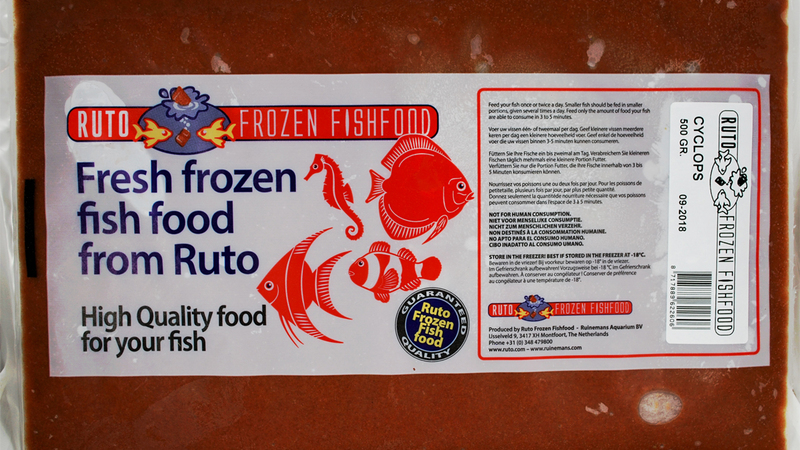 RUTO FROZEN FISHFOOD
Fresh frozen
fish food
from Ruto
High Quality food
for your fish
GUARANTEED
Ruto
Frozen
Fish
food
QUALITY
Feed your fish once or twice a day. Smaller fish should be fed in smaller
portions, given several times a day. Feed only the amount of food your fish
are able to consume in 3 to 5 minutes.
Voer uw vissen één- of tweemaal per dag. Geef kleinere vissen meerdere
keren per dag een kleinere hoeveelheid voer. Geef enkel de hoeveelheid
voer die uw vissen binnen 3-5 minuten kunnen consumeren.
Füttern Sie Ihre Fische ein bis zweimal am Tag. Verabreichen Sie kleineren
Fischen täglich mehrmals eine kleinere Portion Futter.
Verfüttern Sie nur die Portion Futter, die Ihre Fische innerhalb von 3 bis
5 Minuten konsumieren können.
Nourissez vos poissons une ou deux fois par jour. Pour les poissons de
petitetaille, plusieurs fois par jour, par plus petite quantité.
Donnez seulement la quantitéde nourriture nécessaire que vos poissons
peuvent consommer dans l'espace de 3 à 5 minutes.
NOT FOR HUMAN CONSUMPTION.
NIET VOOR MENSELIJKE CONSUMPTIE.
NICHT ZUM MENSCHLICHEN VERZEHR.
NON DESTINÉS À LA CONSOMMATION HUMAINE.
NO APTO PARA EL CONSUMO HUMANO.
CIBO INADATTO AL CONSUMO UMANO.
STORE IN THE FREEZER! BEST IF STORED IN THE FREEZER AT -18°C.
Bewaren in de vriezer! Bij voorkeur bewaren op -18° in de vriezer.
Im Gefrierschrank aufbewahren! Vorzugsweise bei -18 °C im Gefrierschrank
aufbewahren. À conserver au congélateur ! Conserver de préférence
au congélateur à une température de -18°.
RUTO FROZEN FISHFOOD
Produced by Ruto Frozen Fishfood – Ruinemans Aquarium BV
IJsselveld 9, 3417 XH Montfoort, The Netherlands
Phone +31 (0) 348 479800
www.ruto.com – www.ruinemans.com
RUTO FROZEN FISHFOOD
CYCLOPS
500 GR.
09-2018